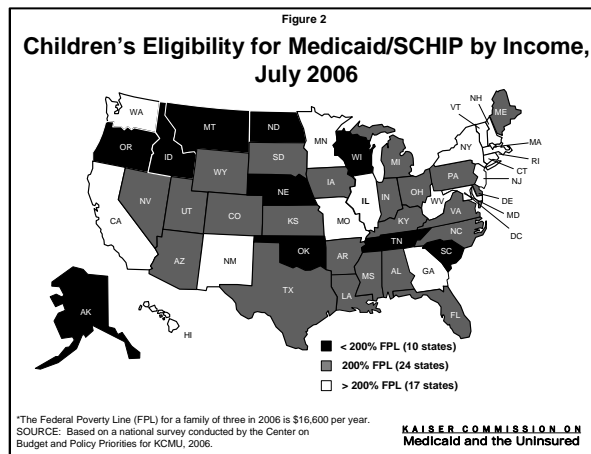 Figure 2
Children's Eligibility for Medicaid/SCHIP by Income,
July 2006
WA
OR
CA
NV
ID
MT
WY
UT
AZ
CO
NM
ND
SD
NE
KS
OK
TX
MN
IA
MO
AR
LA
WI
IL
MI
IN
OH
KY
TN
MS
AL
GA
FL
SC
NC
VA
WV
PA
NY
VT
NH
ME
MA
RI
CT
NJ
DE
MD
DC
AK
HI
< 200% FPL (10 states)
200% FPL (24 states)
> 200% FPL (17 states)
*The Federal Poverty Line (FPL) for a family of three in 2006 is $16,600 per year.
SOURCE: Based on a national survey conducted by the Center on
Budget and Policy Priorities for KCMU, 2006.
KAISER COMMISSION ON
Medicaid and the Uninsured